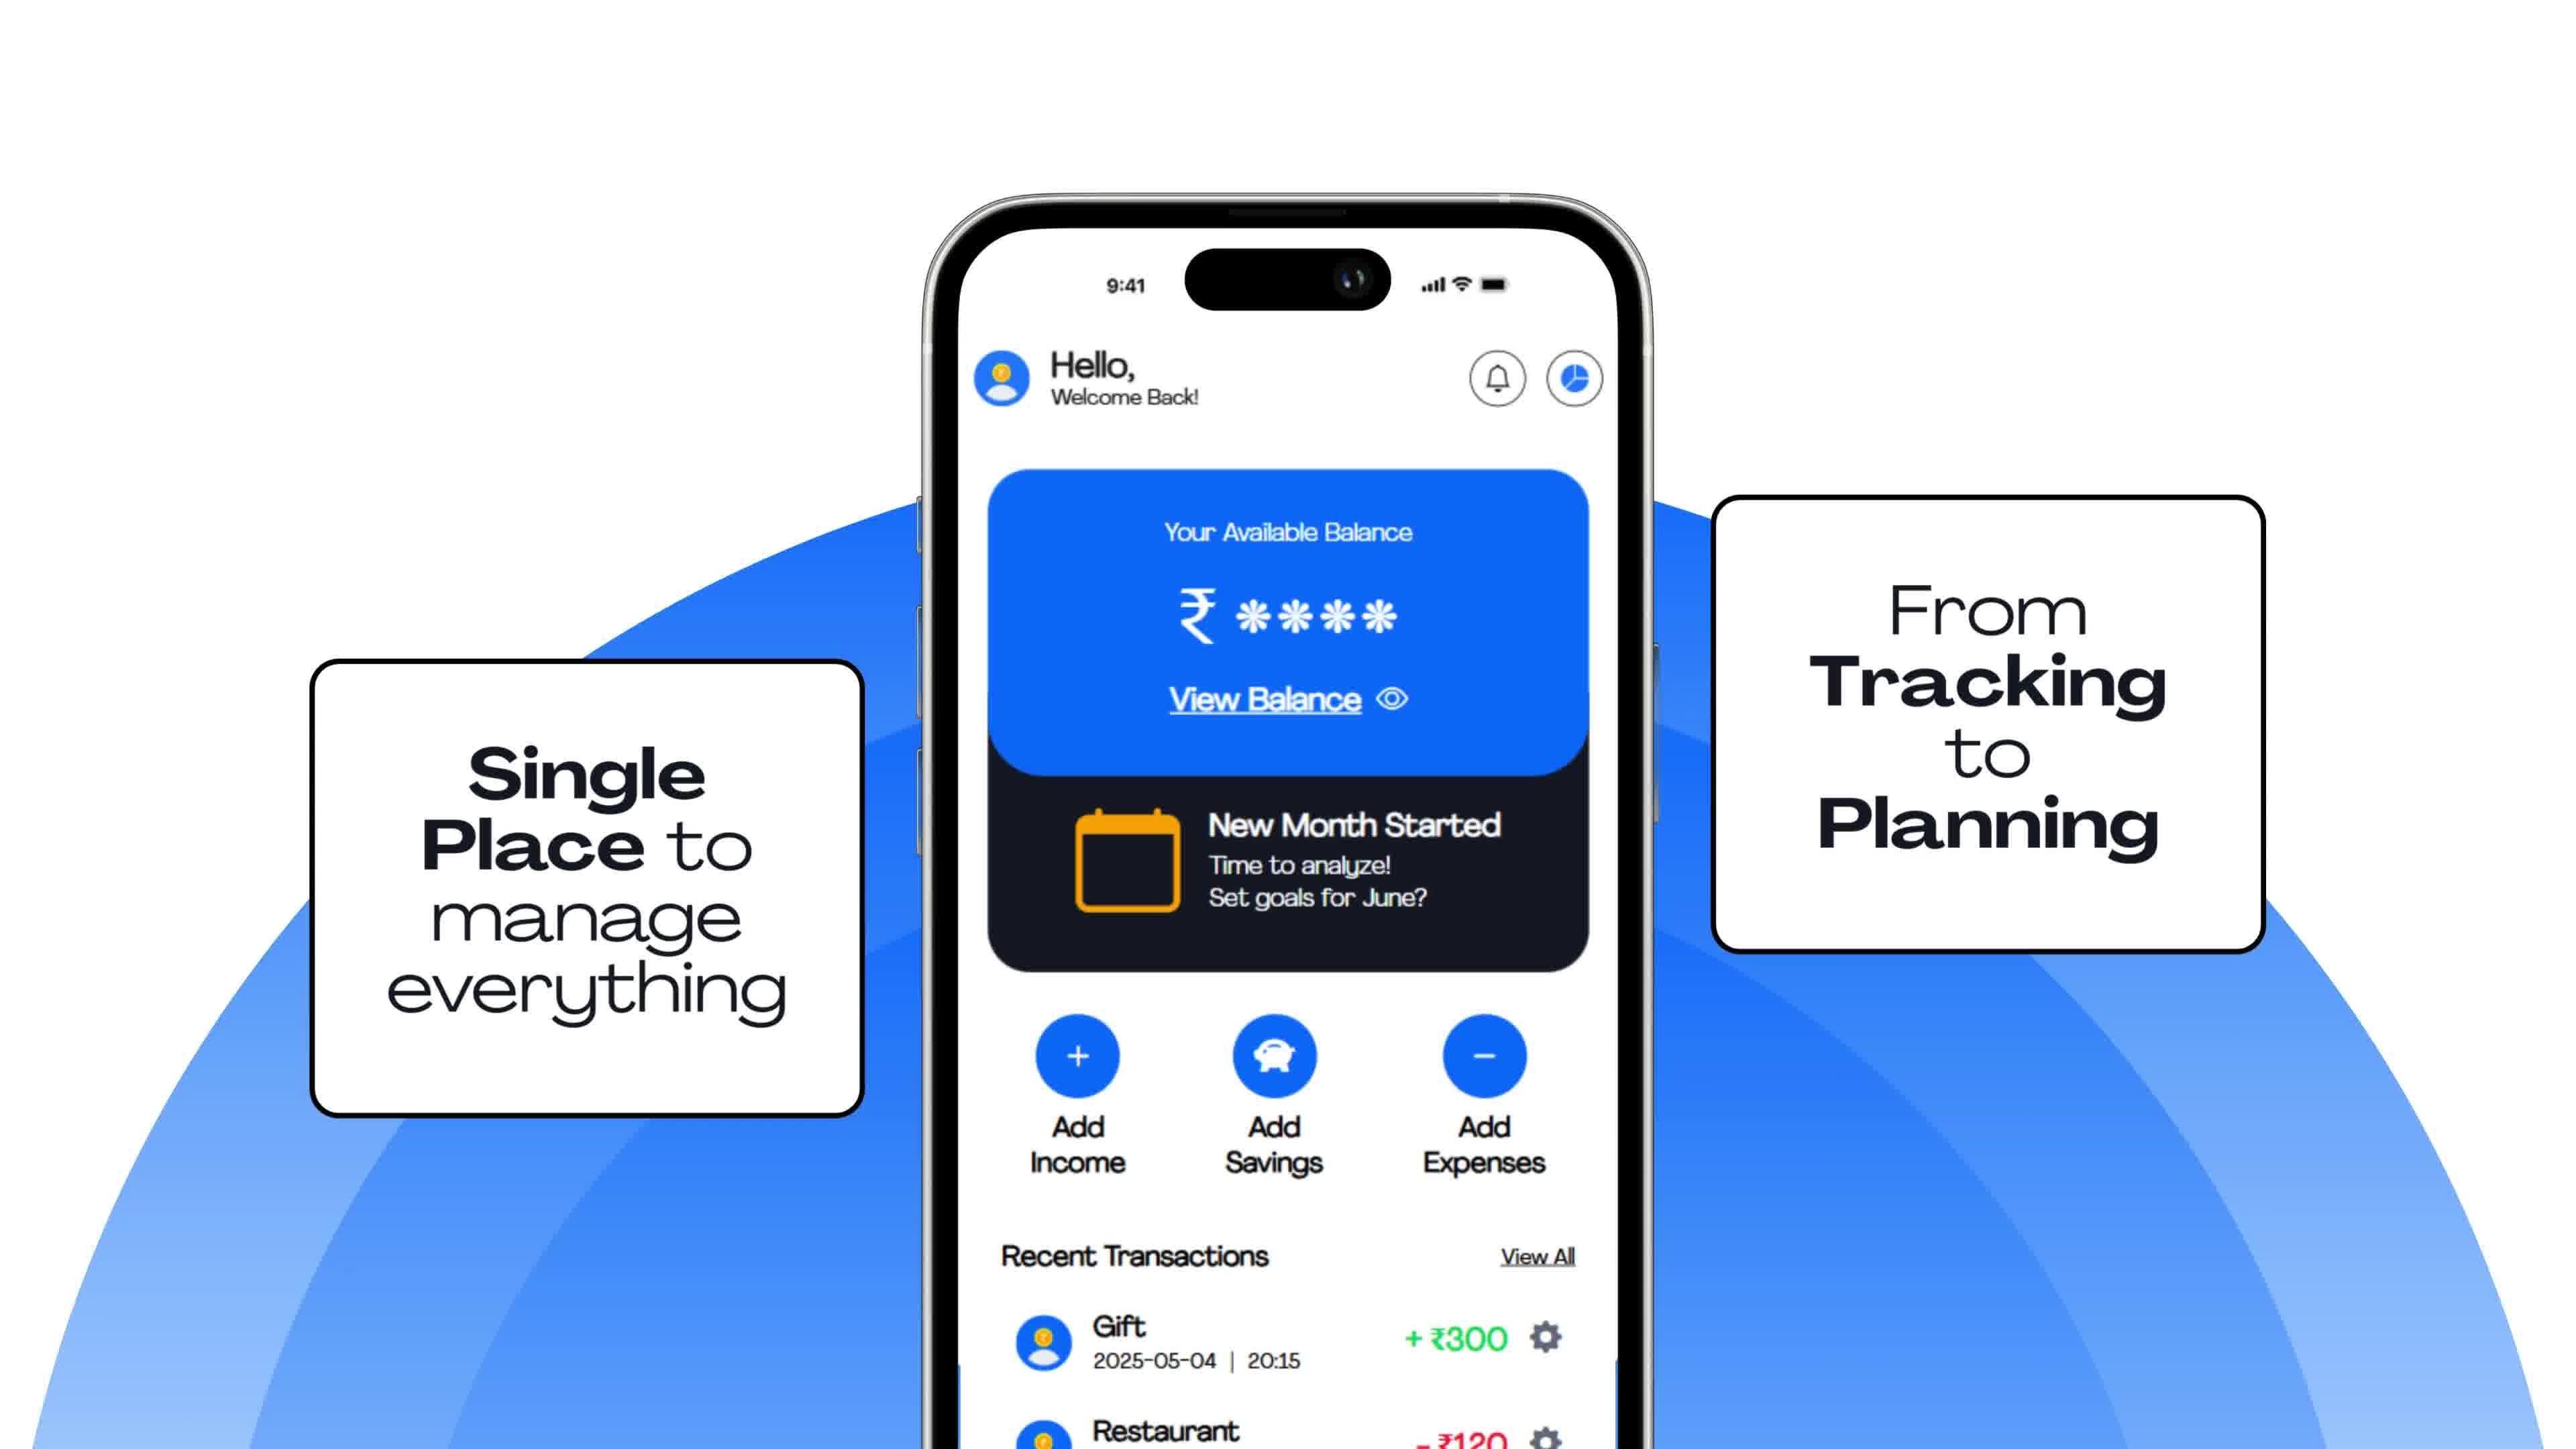 9:41
Hello,
Welcome Back!
Your Available Balance
₹ ****
View Balance
New Month Started
Time to analyze!
Set goals for June?
Add
Income
Add
Savings
Add
Expenses
Recent Transactions
View All
Gift
2025-05-04 | 20:15
+ ₹300
Restaurant
- ₹120
Single
Place to
manage
everything
From
Tracking
to
Planning